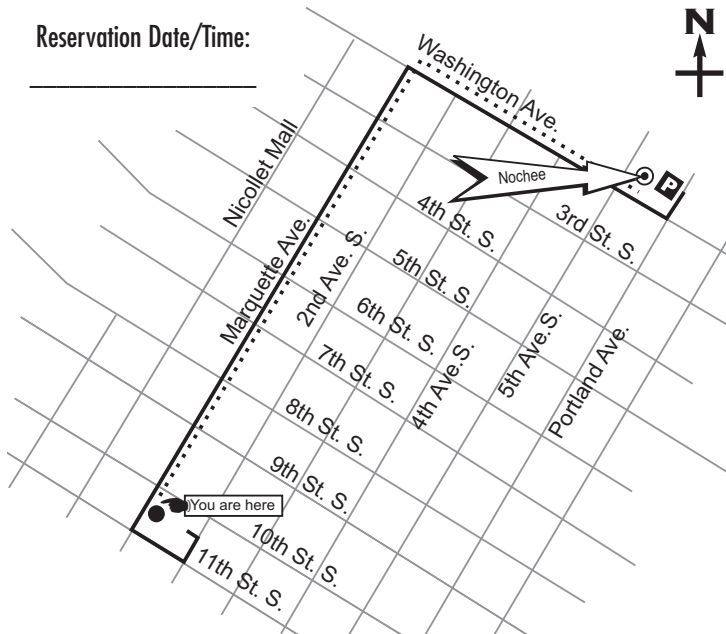 Reservation Date/Time:
___________________
N
Washington Ave.
Nicollet Mall
Nochee
P
4th St. S.
3rd St. S.
Marquette Ave.
2nd Ave. S.
5th St. S.
6th St. S.
7th St. S.
4th Ave.S.
5th Ave.S.
Portland Ave.
8th St. S.
9th St. S.
You are here
10th St. S.
11th St. S.